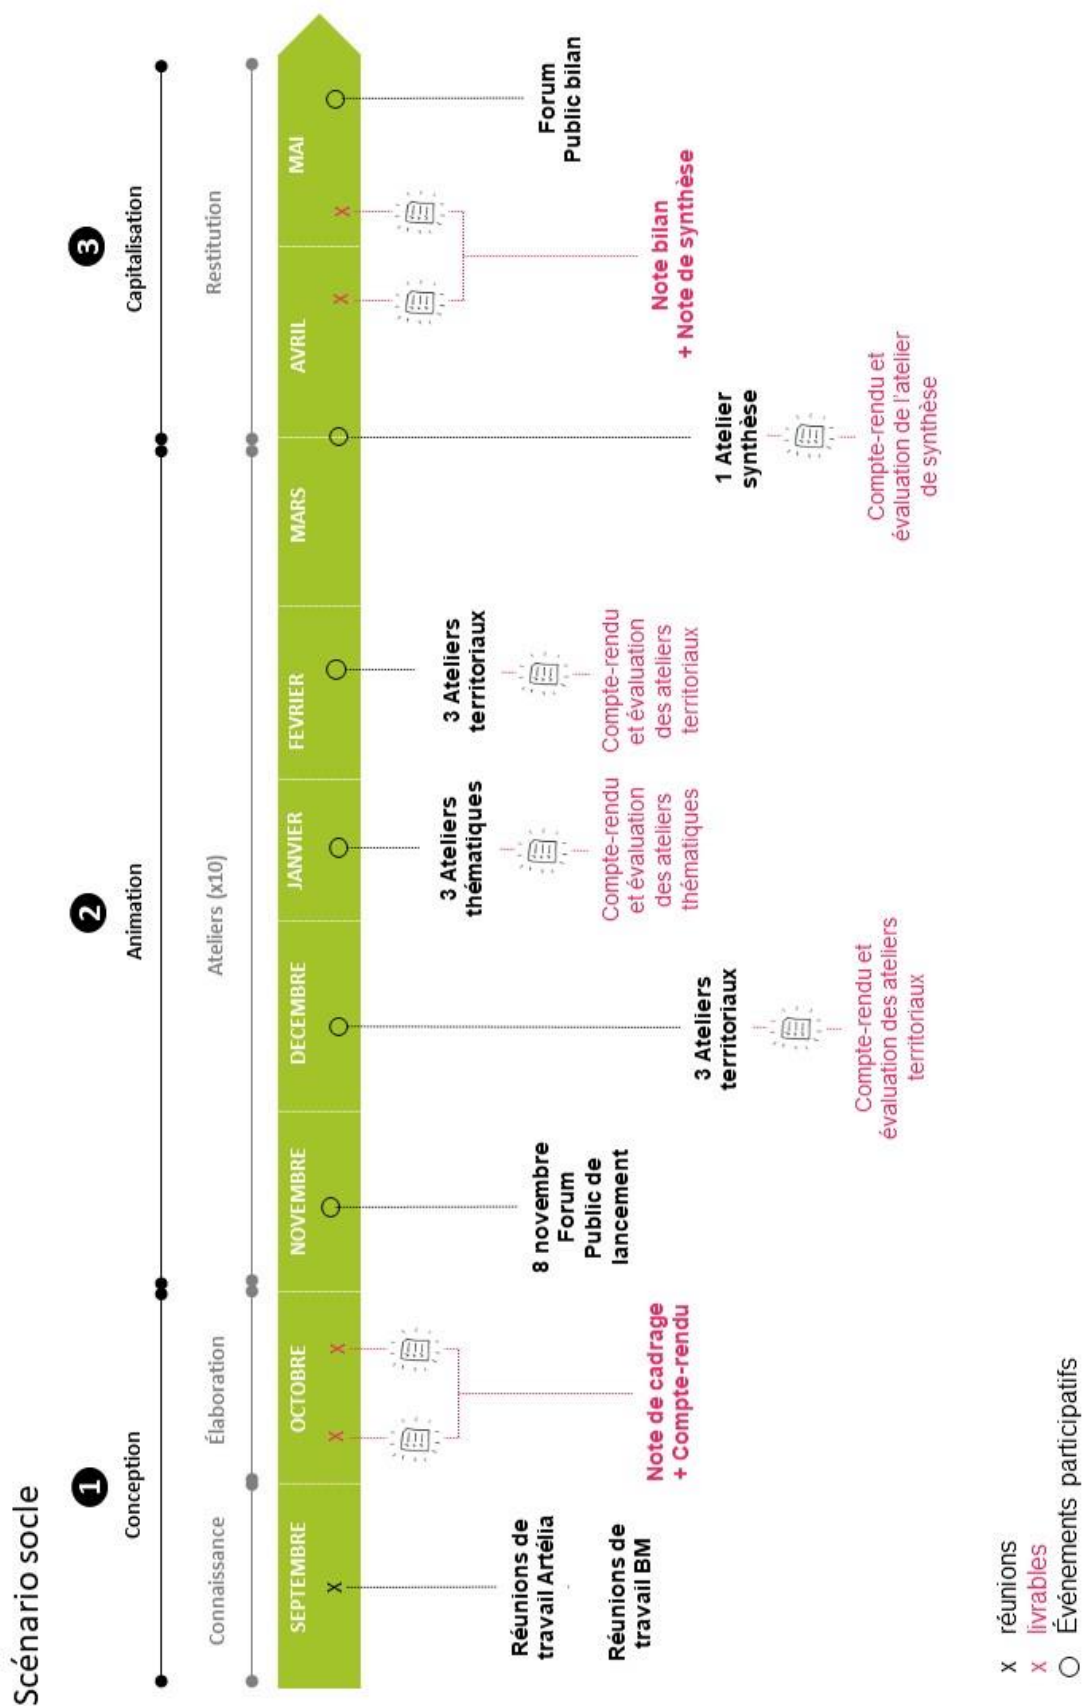 Scénario socle
1
Conception
2
Animation
3
Capitalisation
Connaissance
Élaboration
Ateliers (x10)
Restitution
SEPTEMBRE
OCTOBRE
NOVEMBRE
DECEMBRE
JANVIER
FEVRIER
MARS
AVRIL
MAI
X
X
X
X
X
Réunions de
travail Artélia
Réunions de
travail BM
Note de cadrage
+ Compte-rendu
8 novembre
Forum
Public de
lancement
3 Ateliers
territoriaux
Compte-rendu et
évaluation des ateliers
territoriaux
3 Ateliers
thématiques
Compte-rendu
et évaluation
des ateliers
thématiques
3 Ateliers
territoriaux
Compte-rendu
et évaluation
des ateliers
territoriaux
1 Atelier
synthèse
Compte-rendu et
évaluation de l'atelier
de synthèse
Note bilan
+ Note de synthèse
Forum
Public bilan
X réunions
X livrables
Événements participatifs